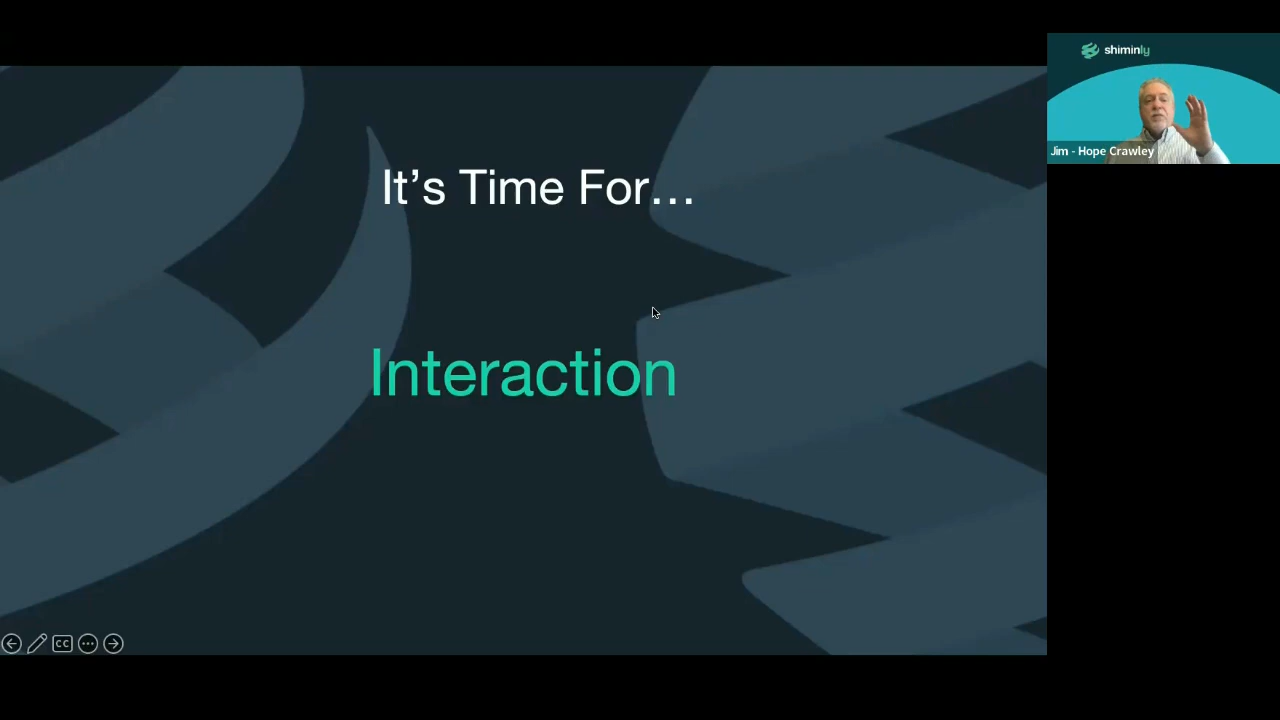 It’s Time For...
Interaction
shiminly
Jim - Hope Crawley
CC